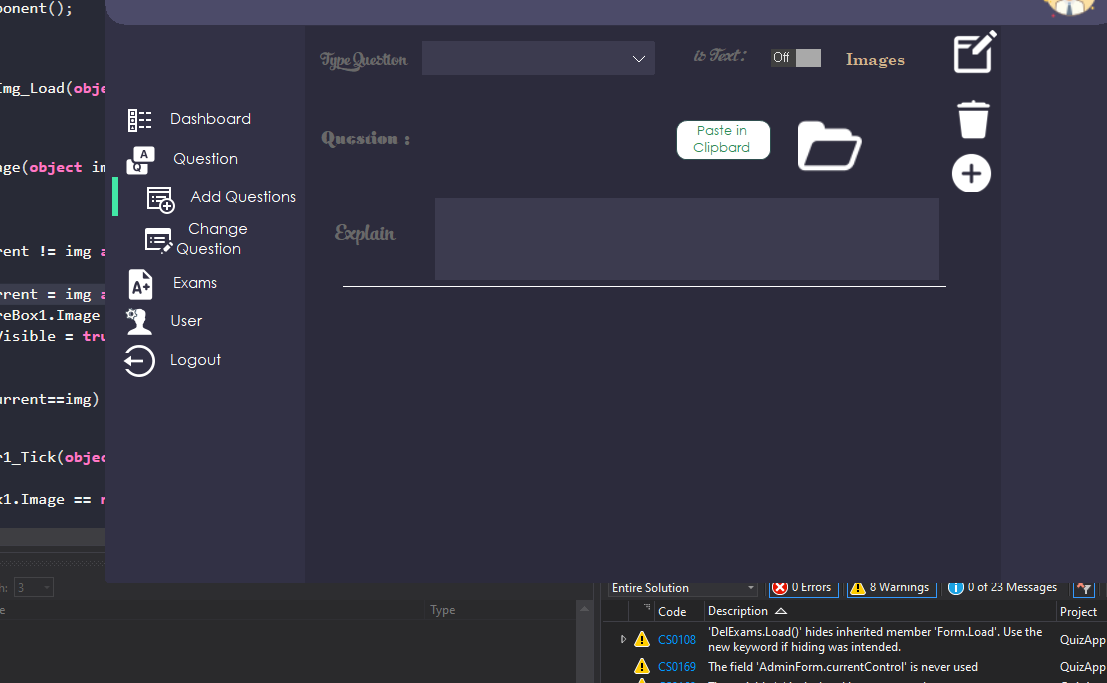 ponent();
Img_Load(obje
nge(object im
rent != img a
rrent = img a
reBox1.Image
Visible = tru
urrent==img)
r1_Tick(objec
x1.Image == n
Dashboard
Question
Add Questions
Change
Question
Exams
User
Logout
Type Question
is Text:
Off
Images
Question :
Paste in
Clipbard
Explain
h: 3
e
Type
Entire Solution
0 Errors
8 Warnings
0 of 23 Messages
Code
Description
Project
CS0108
'DelExams.Load()' hides inherited member 'Form.Load'. Use the
new keyword if hiding was intended.
QuizApp
CS0169
The field 'AdminForm.currentControl' is never used
QuizApp